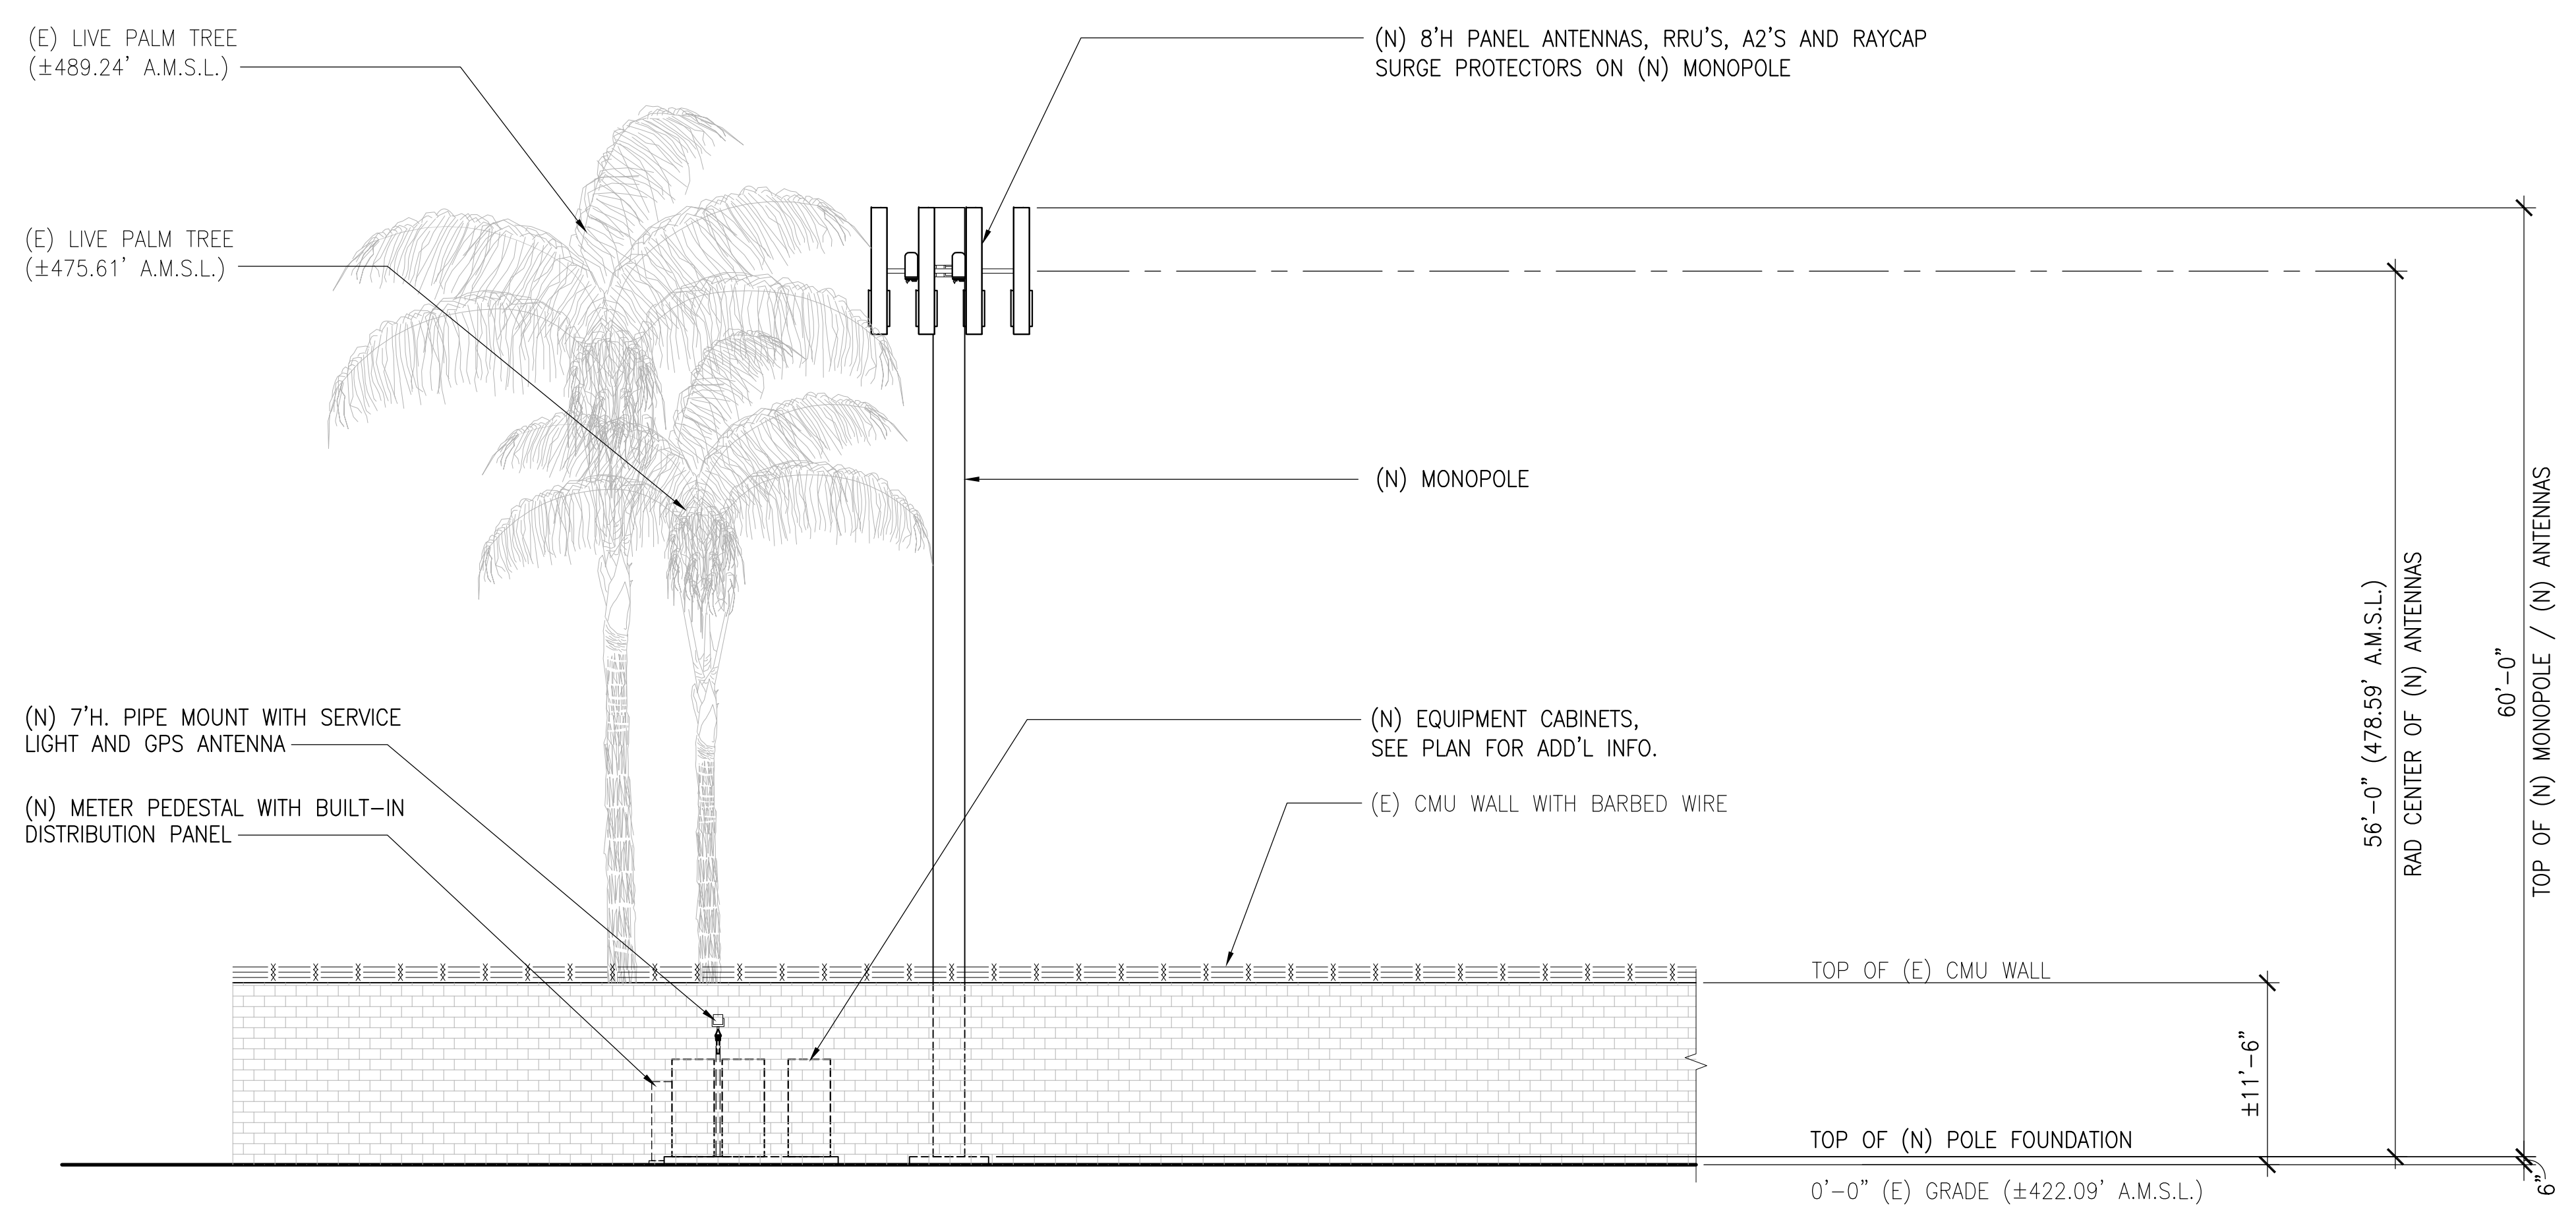 (E) LIVE PALM TREE
(±489.24' A.M.S.L.)
(N) 8'H PANEL ANTENNAS, RRU'S, A2'S AND RAYCAP
SURGE PROTECTORS ON (N) MONOPOLE
(E) LIVE PALM TREE
(±475.61' A.M.S.L.)
(N) MONOPOLE
(N) 7'H. PIPE MOUNT WITH SERVICE
LIGHT AND GPS ANTENNA
(N) METER PEDESTAL WITH BUILT-IN
DISTRIBUTION PANEL
(N) EQUIPMENT CABINETS,
SEE PLAN FOR ADD'L INFO.
(E) CMU WALL WITH BARBED WIRE
56'-0" (478.59' A.M.S.L.)
RAD CENTER OF (N) ANTENNAS
60'-0"
TOP OF (N) MONOPOLE / (N) ANTENNAS
TOP OF (E) CMU WALL
±11'-6"
TOP OF (N) POLE FOUNDATION
0'-0" (E) GRADE (±422.09' A.M.S.L.)
6"